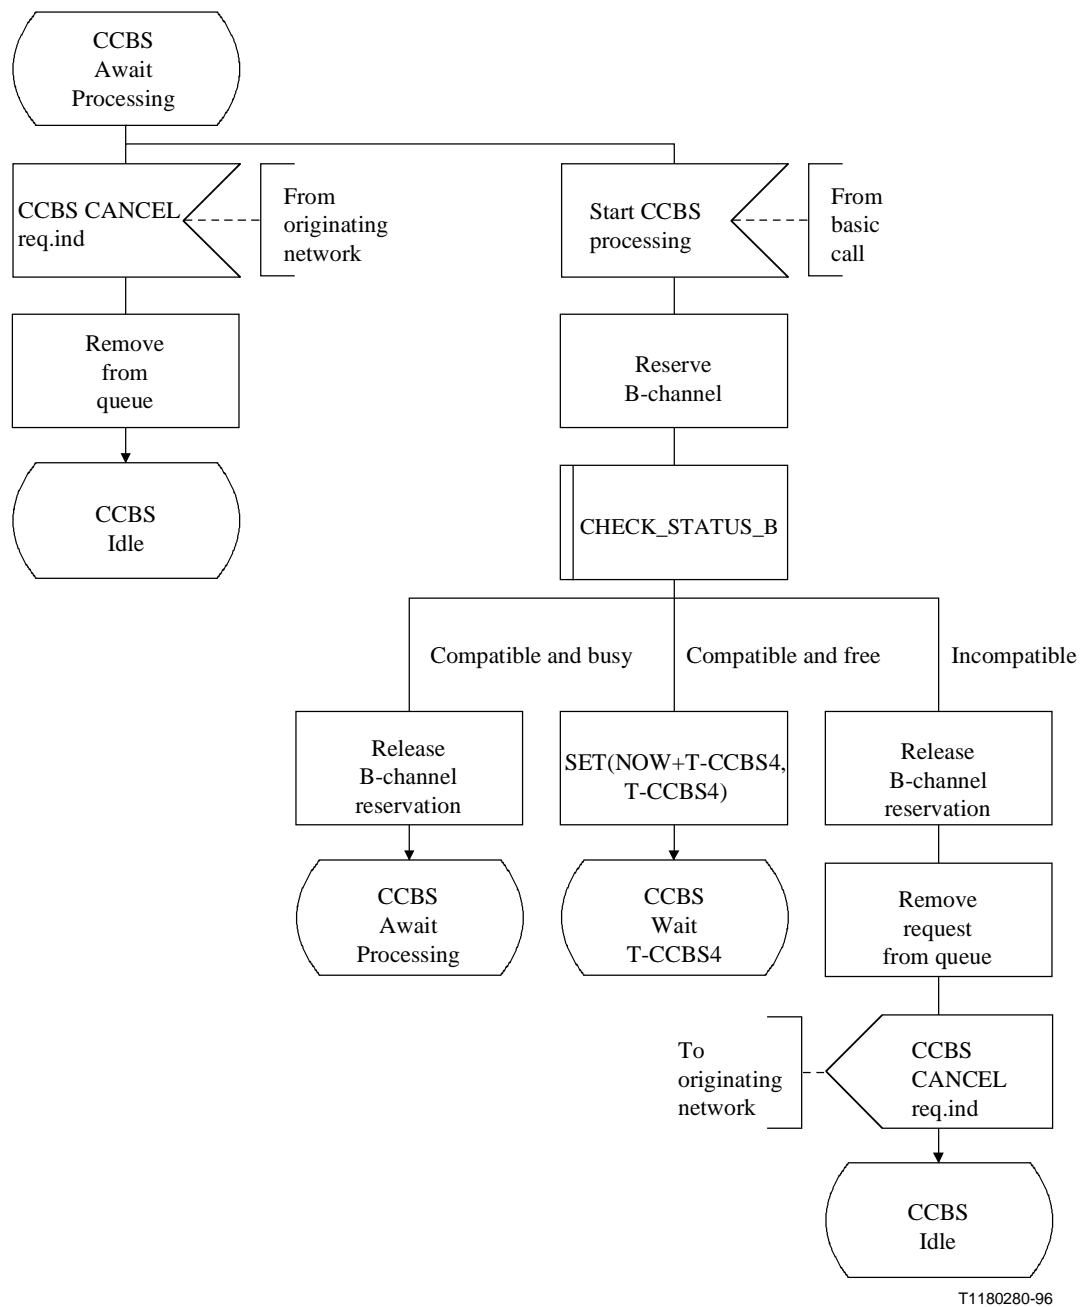 CCBS
Await
Processing
CCBS CANCEL
req.ind
From
originating
network
Start CCBS
processing
From
basic
call
Remove
from
queue
Reserve
B-channel
CCBS
Idle
CHECK_STATUS_B
Compatible and busy
Compatible and free
Incompatible
Release
B-channel
reservation
SET(NOW+T-CCBS4,
T-CCBS4)
Release
B-channel
reservation
CCBS
Await
Processing
CCBS
Wait
T-CCBS4
Remove
request
from queue
To
originating
network
CCBS
CANCEL
req.ind
CCBS
Idle
T1180280-96